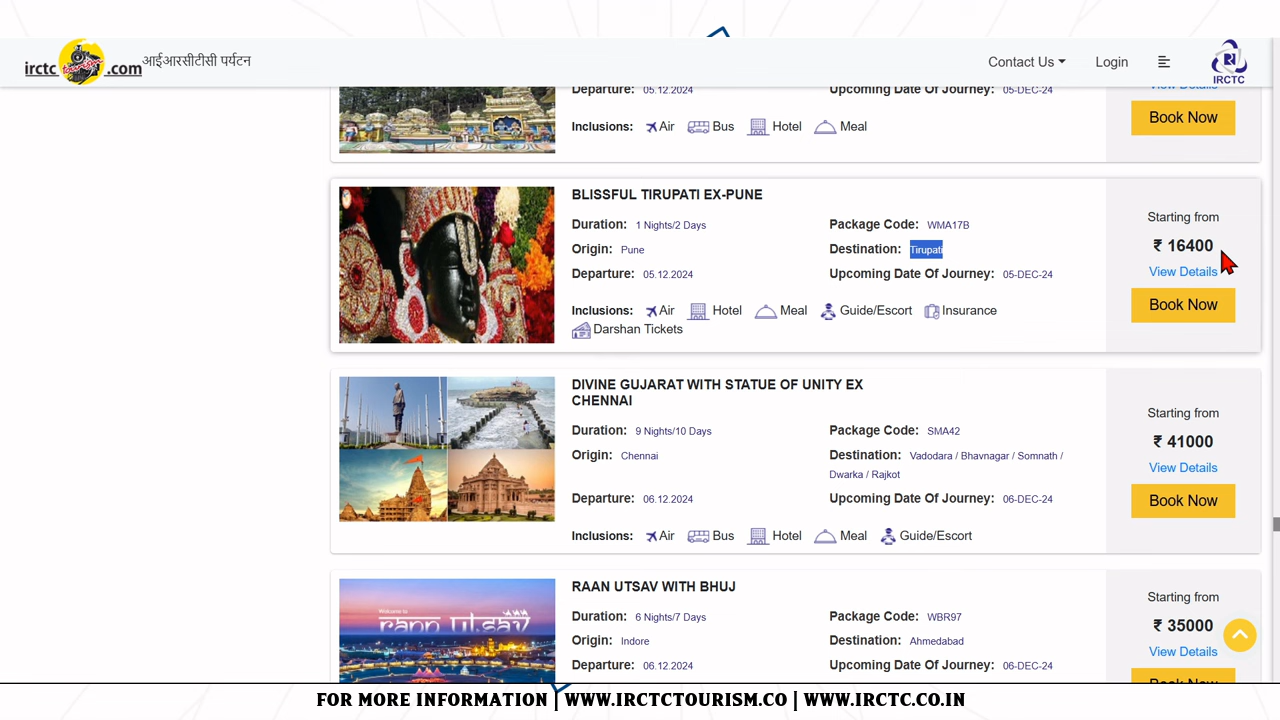 irctc .com आईआरसीटीसी पर्यटन
Contact Us Login
IRCTC
Departure: 05.12.2024 Upcoming Date Of Journey: 05-DEC-24
View Details
Inclusions: Air Bus Hotel Meal
Book Now
BLISSFUL TIRUPATI EX-PUNE
Duration: 1 Nights/2 Days Package Code: WMA17B
Origin: Pune Destination: Tirupati
Departure: 05.12.2024 Upcoming Date Of Journey: 05-DEC-24
Inclusions: Air Hotel Meal Guide/Escort Insurance
Darshan Tickets
Starting from
₹ 16400
View Details
Book Now
DIVINE GUJARAT WITH STATUE OF UNITY EX
CHENNAI
Duration: 9 Nights/10 Days Package Code: SMA42
Origin: Chennai Destination: Vadodara / Bhavnagar / Somnath /
Dwarka / Rajkot
Departure: 06.12.2024 Upcoming Date Of Journey: 06-DEC-24
Inclusions: Air Bus Hotel Meal Guide/Escort
Starting from
₹ 41000
View Details
Book Now
Welcome to
rann utsav
RAAN UTSAV WITH BHUJ
Duration: 6 Nights/7 Days Package Code: WBR97
Origin: Indore Destination: Ahmedabad
Departure: 06.12.2024 Upcoming Date Of Journey: 06-DEC-24
Starting from
₹ 35000
View Details
Book Now
FOR MORE INFORMATION | WWW.IRCTCTOURISM.CO | WWW.IRCTC.CO.IN